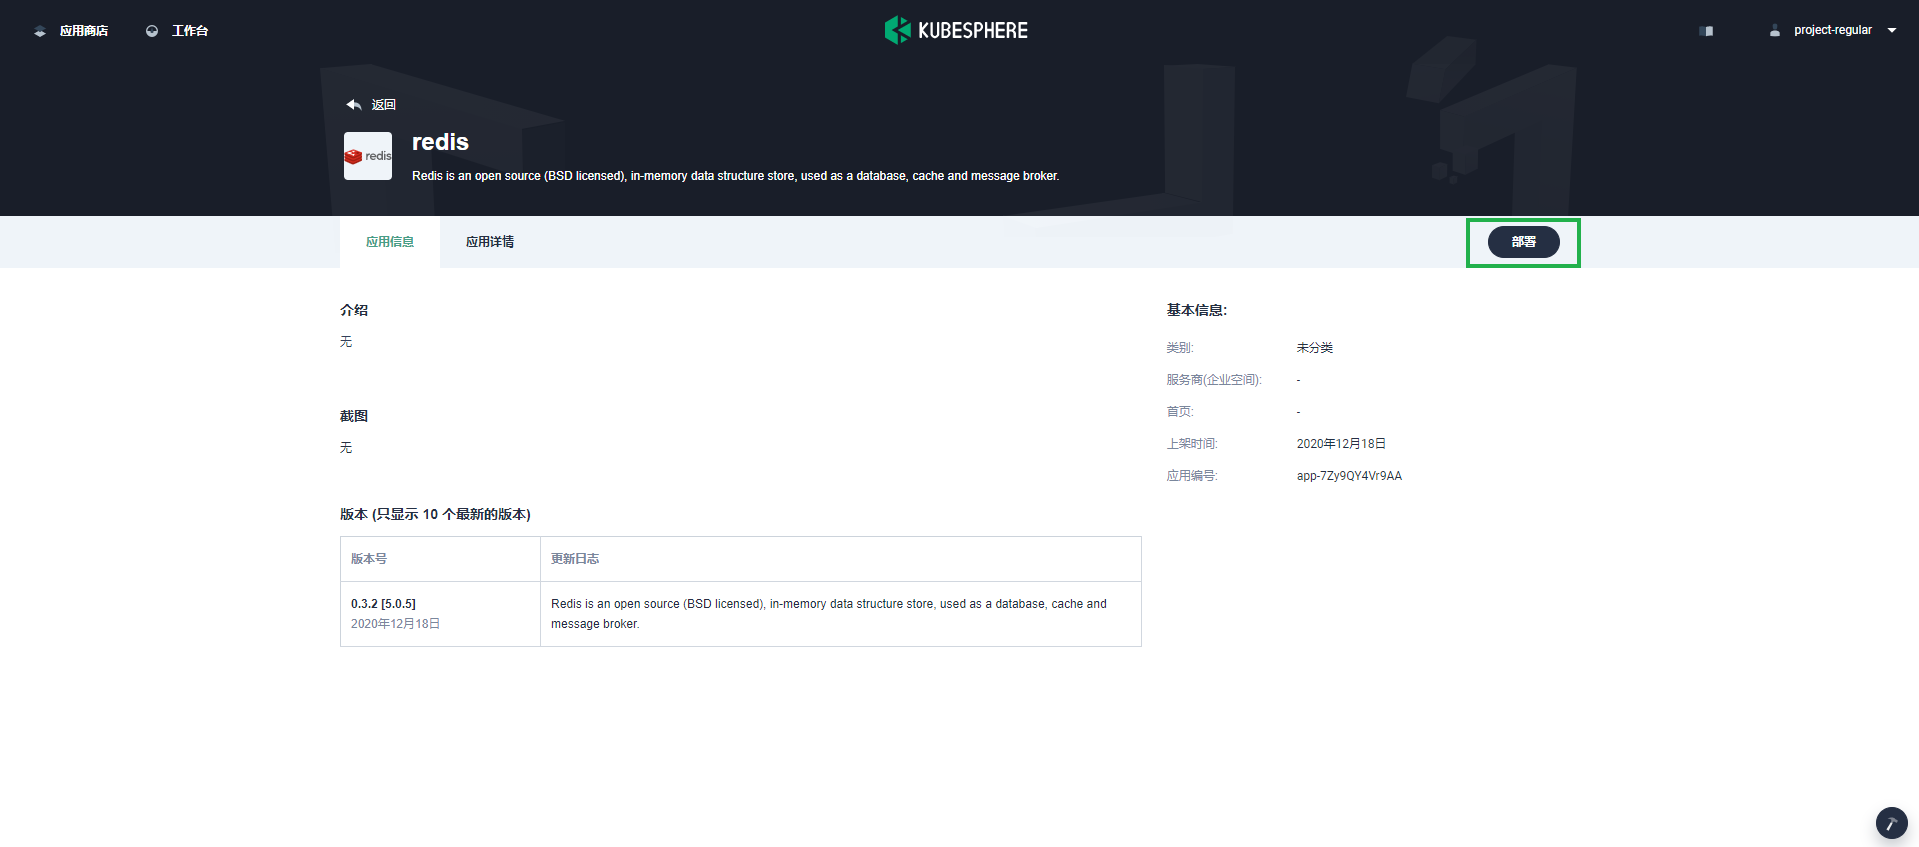 应用商店
工作台
KUBESPHERE
project-regular
返回
redis
redis
Redis is an open source (BSD licensed), in-memory data structure store, used as a database, cache and message broker.
应用信息
应用详情
部署
介绍
无
截图
无
版本 (只显示 10 个最新的版本)
版本号
更新日志
0.3.2 [5.0.5]
2020年12月18日
Redis is an open source (BSD licensed), in-memory data structure store, used as a database, cache and
message broker.
基本信息:
类别:
未分类
服务商(企业空间):
-
首页:
-
上架时间:
2020年12月18日
应用编号:
app-7Zy9QY4Vr9AA